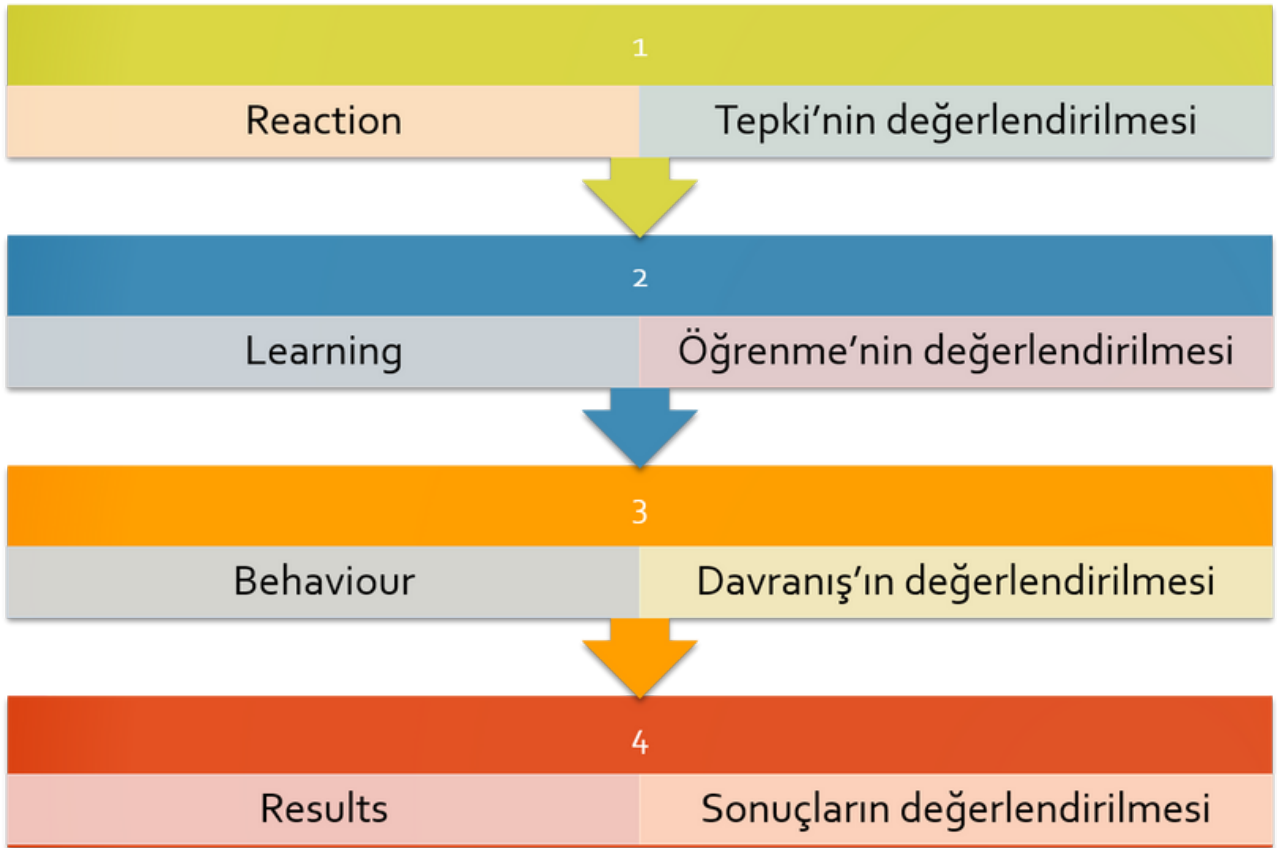 1
Reaction
Tepki’nin değerlendirilmesi
2
Learning
Öğrenme’nin değerlendirilmesi
3
Behaviour
Davranış’ın değerlendirilmesi
4
Results
Sonuçların değerlendirilmesi